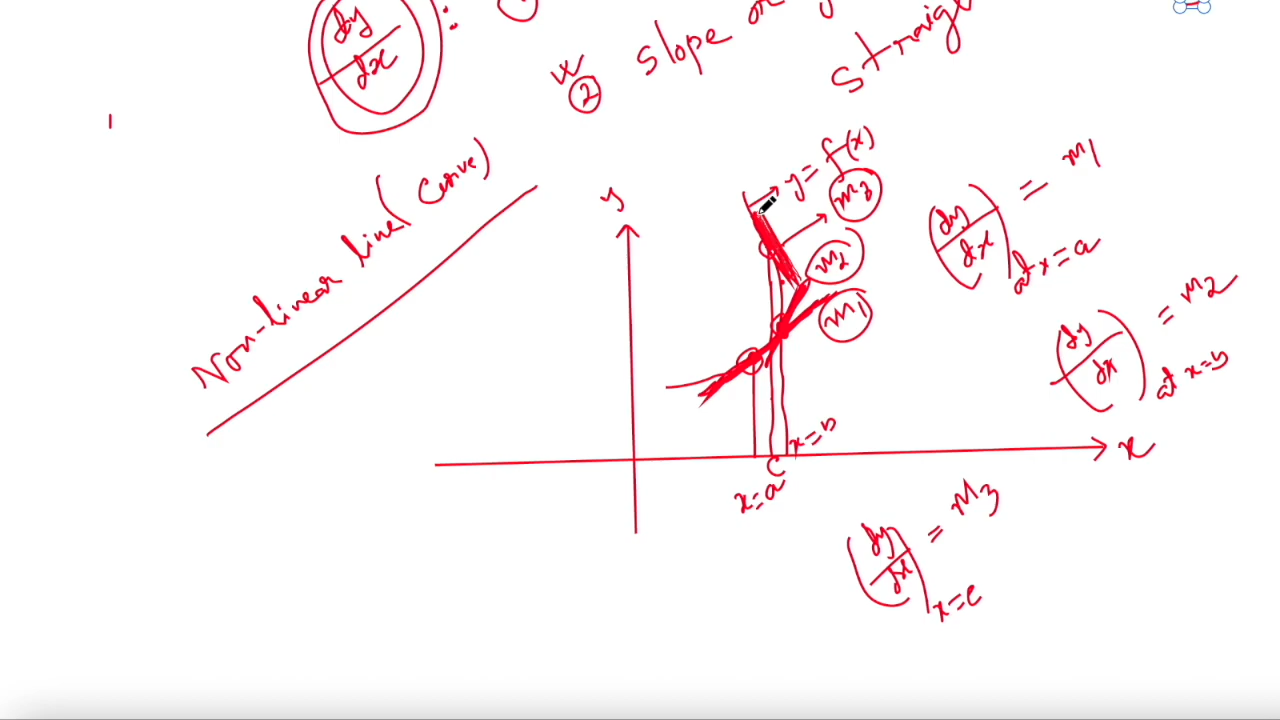 dy/dx :
② slope or
straig
Non-linear line (Curve)
y
y = f(x)
m3
m2
m1
(dy/dx) at x=a = m1
(dy/dx) at x=b = m2
x=b
x
C
x=a
(dy/dx) x=c = m3